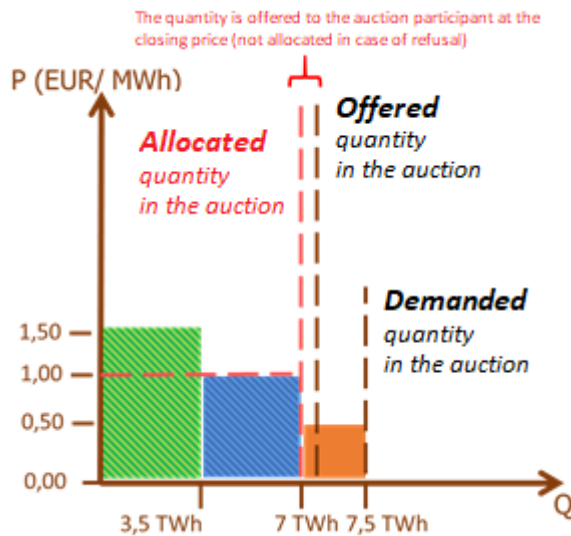 The quantity is offered to the auction participant at the
closing price (not allocated in case of refusal)
P (EUR/ MWh)
Offered
quantity
in the auction
Allocated
quantity
in the auction
Demanded
quantity
in the auction
1,50
1,00
0,50
0,00
Q
3,5 TWh
7 TWh
7,5 TWh